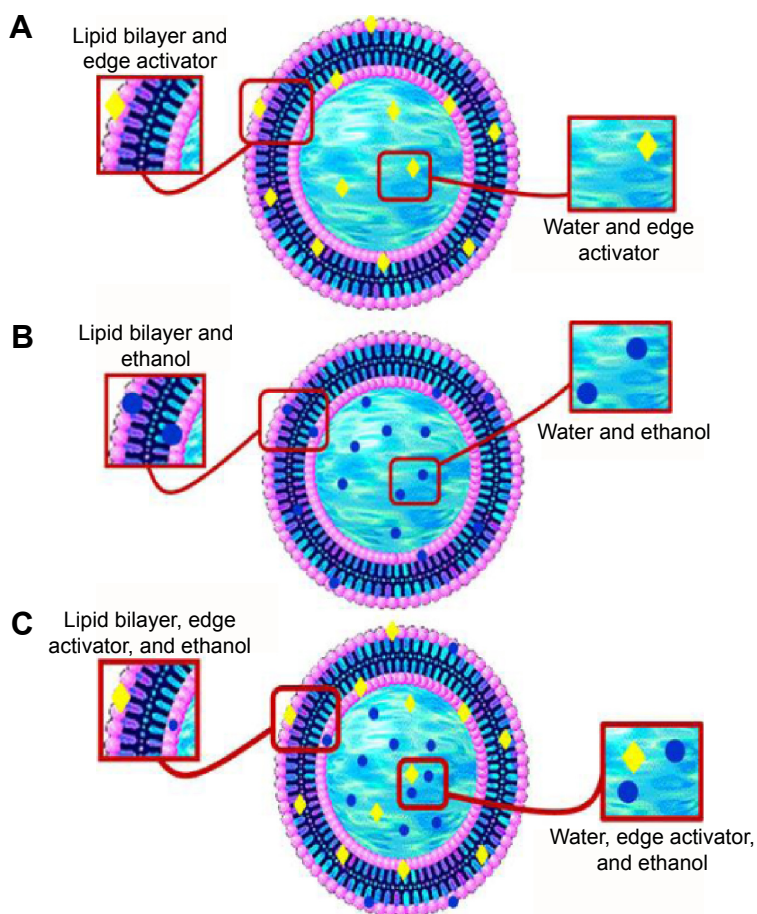 A
Lipid bilayer and
edge activator
Water and edge
activator
B
Lipid bilayer and
ethanol
Water and ethanol
C
Lipid bilayer, edge
activator, and ethanol
Water, edge activator,
and ethanol